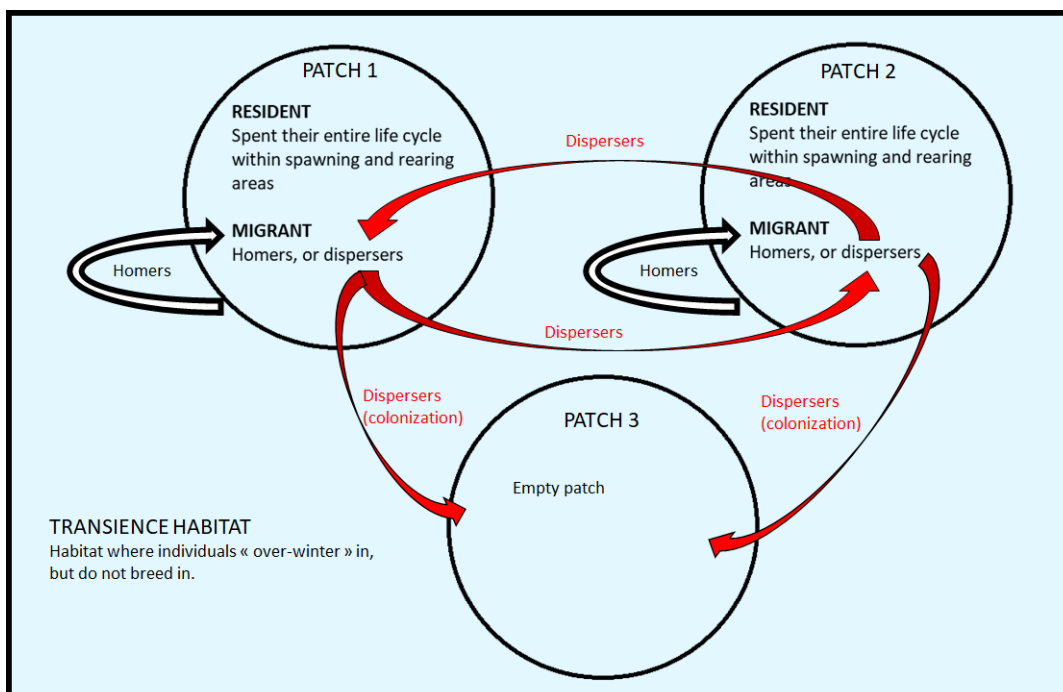 PATCH 1
RESIDENT
Spent their entire life cycle
within spawning and rearing
areas
MIGRANT
Homers, or dispersers
Homers
PATCH 2
RESIDENT
Spent their entire life cycle
within spawning and rearing
areas
MIGRANT
Homers, or dispersers
Homers
Dispersers
Dispersers
Dispersers
(colonization)
Dispersers
(colonization)
PATCH 3
Empty patch
TRANSIENCE HABITAT
Habitat where individuals « over-winter » in,
but do not breed in.